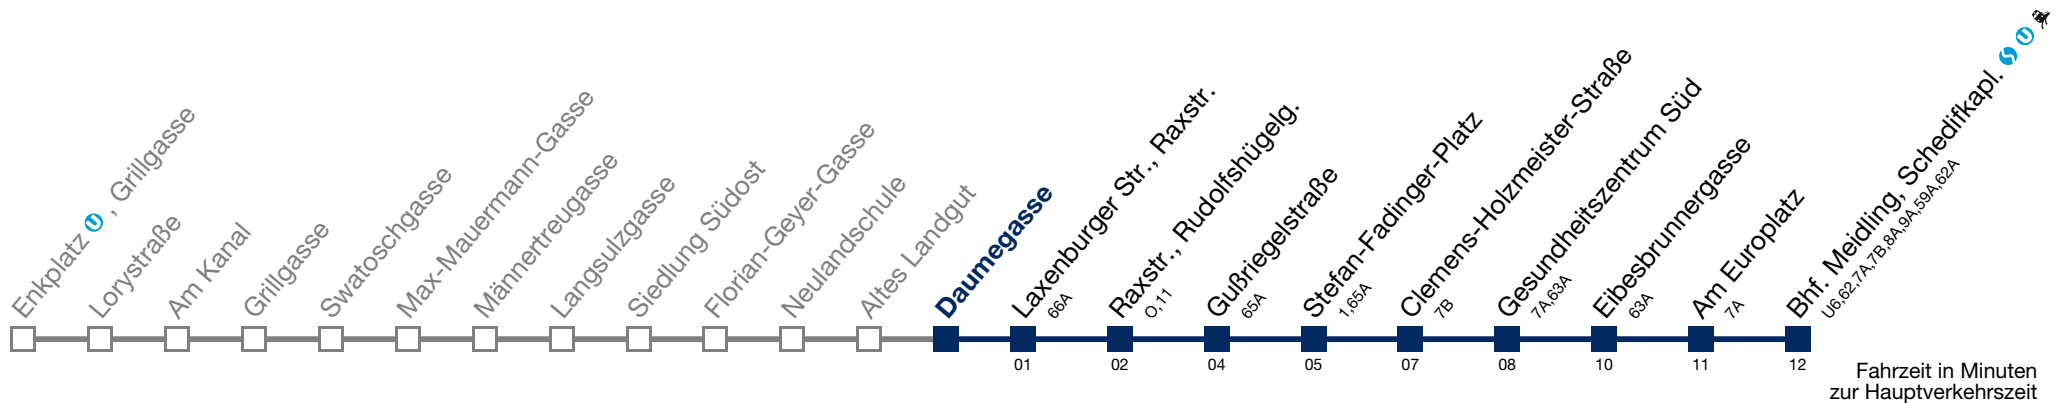 Enkplatz U , Grillgasse
Lorystraße
Am Kanal
Grillgasse
Swatoschgasse
Max-Mauermann-Gasse
Männertreugasse
Langsulzgasse
Siedlung Südost
Florian-Geyer-Gasse
Neulandschule
Altes Landgut
Daumegasse
Laxenburger Str., Raxstr.
66A
01
Raxstr., Rudolfshügelg.
O,11
02
Gußriegelstraße
65A
04
Stefan-Fadinger-Platz
1,65A
05
Clemens-Holzmeister-Straße
7B
07
Gesundheitszentrum Süd
7A,63A
08
Eibesbrunnergasse
63A
10
Am Europlatz
7A
11
Bhf. Meidling, Schedifkapl. S U
U6,62,7A,7B,8A,9A,59A,62A
12
Fahrzeit in Minuten
zur Hauptverkehrszeit